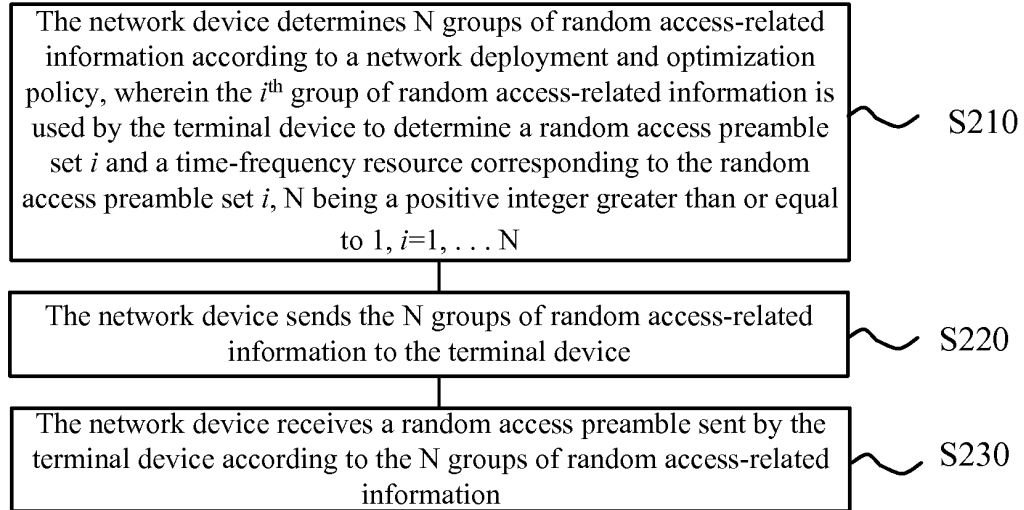 The network device determines N groups of random access-related
information according to a network deployment and optimization
policy, wherein the ith group of random access-related information is
used by the terminal device to determine a random access preamble
set i and a time-frequency resource corresponding to the random
access preamble set i, N being a positive integer greater than or equal
to 1, i=1, . . . N
S210
The network device sends the N groups of random access-related
information to the terminal device
S220
The network device receives a random access preamble sent by the
terminal device according to the N groups of random access-related
information
S230